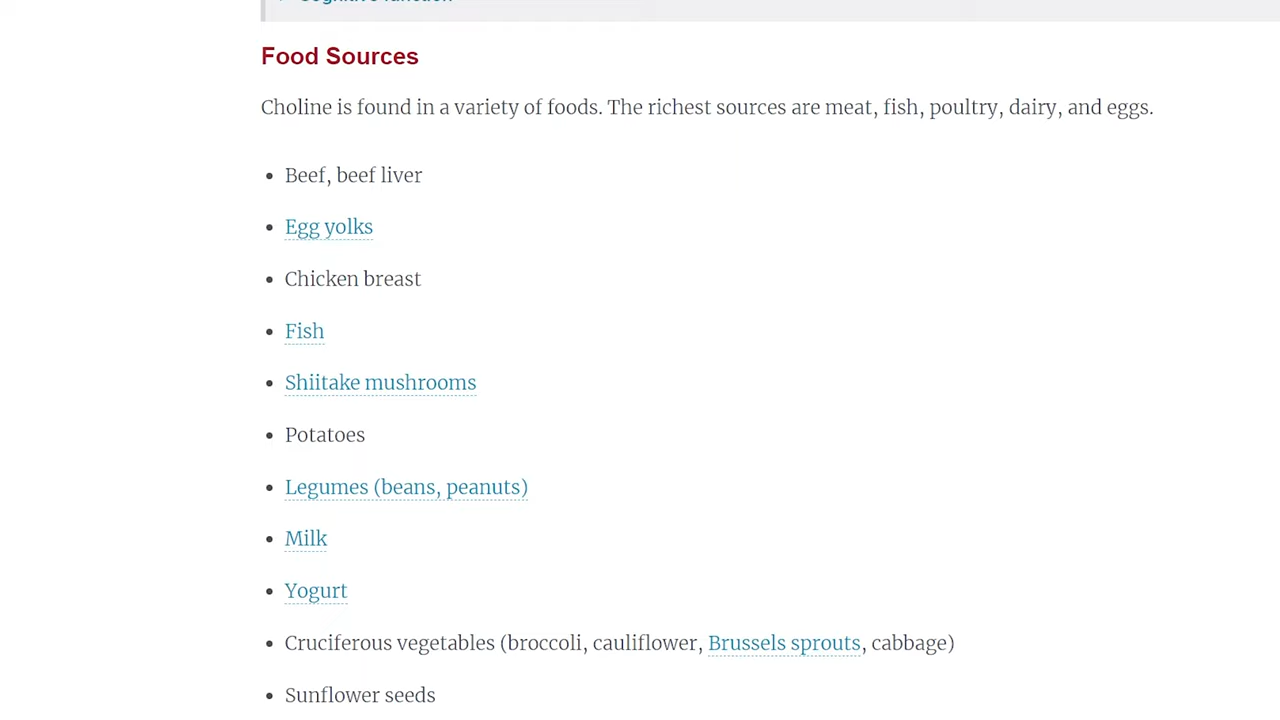 Food Sources
Choline is found in a variety of foods. The richest sources are meat, fish, poultry, dairy, and eggs.
Beef, beef liver
Egg yolks
Chicken breast
Fish
Shiitake mushrooms
Potatoes
Legumes (beans, peanuts)
Milk
Yogurt
Cruciferous vegetables (broccoli, cauliflower, Brussels sprouts, cabbage)
Sunflower seeds